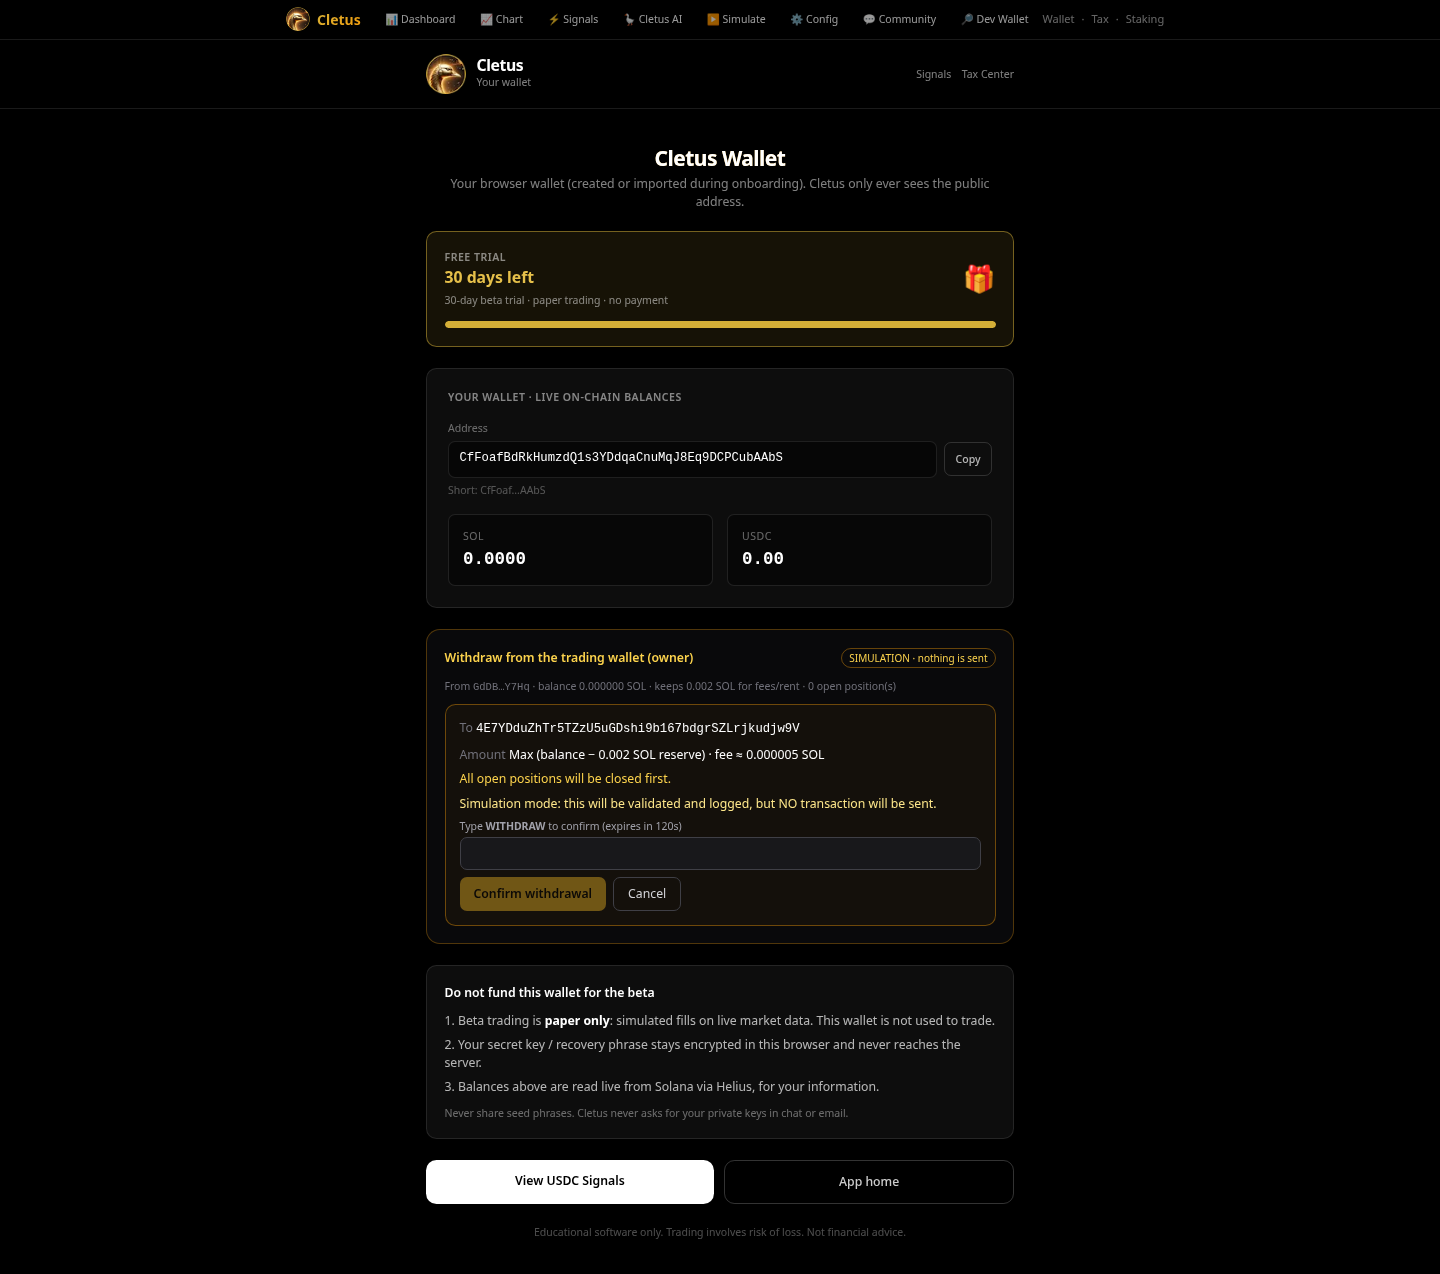 Cletus 📊 Dashboard 📈 Chart ⚡ Signals 🦤 Cletus AI ▶️ Simulate ⚙️ Config 💬 Community 🔎 Dev Wallet Wallet · Tax · Staking
Cletus
Your wallet
Signals Tax Center
Cletus Wallet
Your browser wallet (created or imported during onboarding). Cletus only ever sees the public
address.
FREE TRIAL
30 days left
30-day beta trial · paper trading · no payment
YOUR WALLET · LIVE ON-CHAIN BALANCES
Address
CfFoafBdRkHumzdQ1s3YDdqaCnuMqJ8Eq9DCPCubAAbS
Copy
Short: CfFoaf…AAbS
SOL
0.0000
USDC
0.00
Withdraw from the trading wallet (owner)
SIMULATION · nothing is sent
From GdDB…Y7Hq · balance 0.000000 SOL · keeps 0.002 SOL for fees/rent · 0 open position(s)
To 4E7YDduZhTr5TZzU5uGDshi9b167bdgrSZLrjkudjw9V
Amount Max (balance − 0.002 SOL reserve) · fee ≈ 0.000005 SOL
All open positions will be closed first.
Simulation mode: this will be validated and logged, but NO transaction will be sent.
Type WITHDRAW to confirm (expires in 120s)
Confirm withdrawal
Cancel
Do not fund this wallet for the beta
1. Beta trading is paper only: simulated fills on live market data. This wallet is not used to trade.
2. Your secret key / recovery phrase stays encrypted in this browser and never reaches the
server.
3. Balances above are read live from Solana via Helius, for your information.
Never share seed phrases. Cletus never asks for your private keys in chat or email.
View USDC Signals
App home
Educational software only. Trading involves risk of loss. Not financial advice.